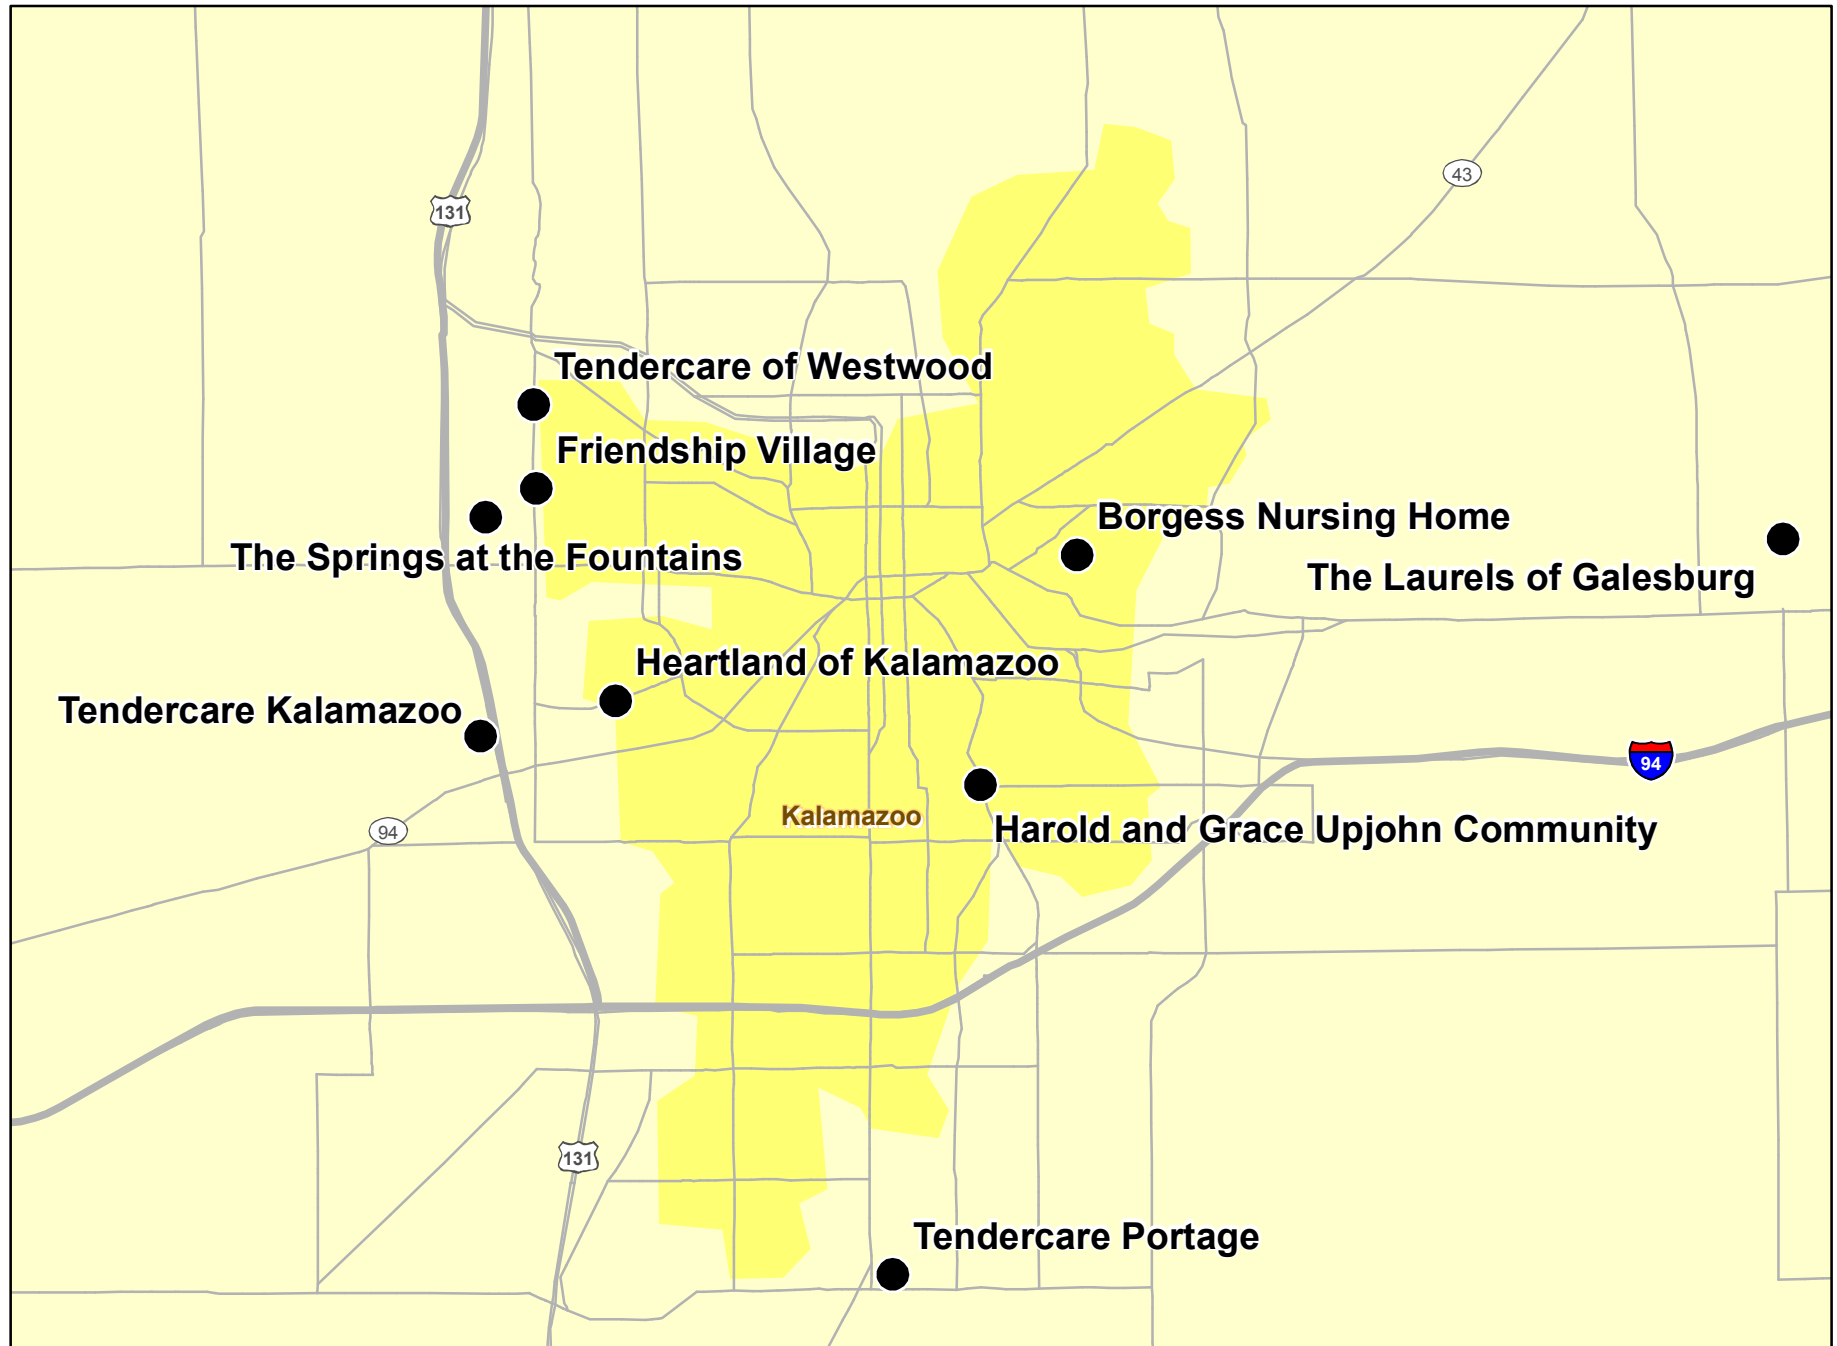 43
131
Tendercare of Westwood
Friendship Village
Borgess Nursing Home
The Springs at the Fountains
The Laurels of Galesburg
Heartland of Kalamazoo
Tendercare Kalamazoo
94
Kalamazoo
94
Harold and Grace Upjohn Community
131
Tendercare Portage